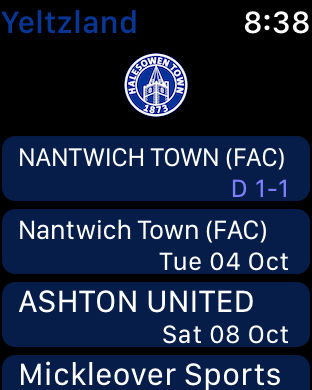 Yeltzland 8:38
HALESOWEN TOWN
1873
NANTWICH TOWN (FAC)
D 1-1
Nantwich Town (FAC)
Tue 04 Oct
ASHTON UNITED
Sat 08 Oct
Mickleover Sports